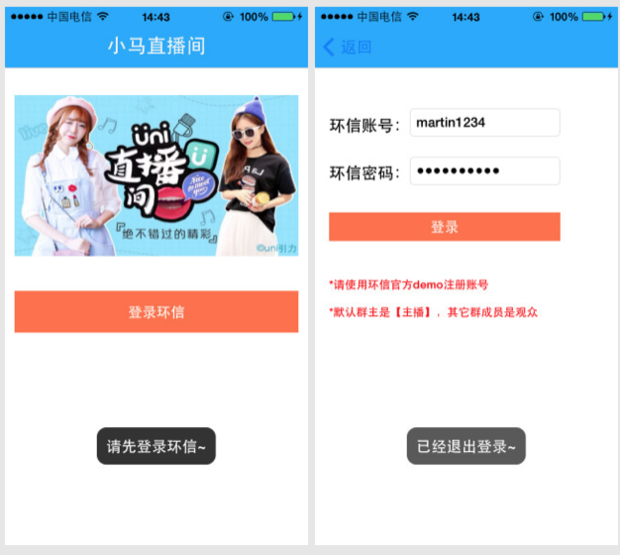 中国电信 14:43 100%
小马直播间
live
Üni
直播
间
Ü
Nice to meet you
『绝不错过的精彩』
©uni引力
登录环信
请先登录环信~
中国电信 14:43 100%
返回
环信账号： martin1234
环信密码： ●●●●●●●●●●
登录
*请使用环信官方demo注册账号
*默认群主是【主播】，其它群成员是观众
已经退出登录~